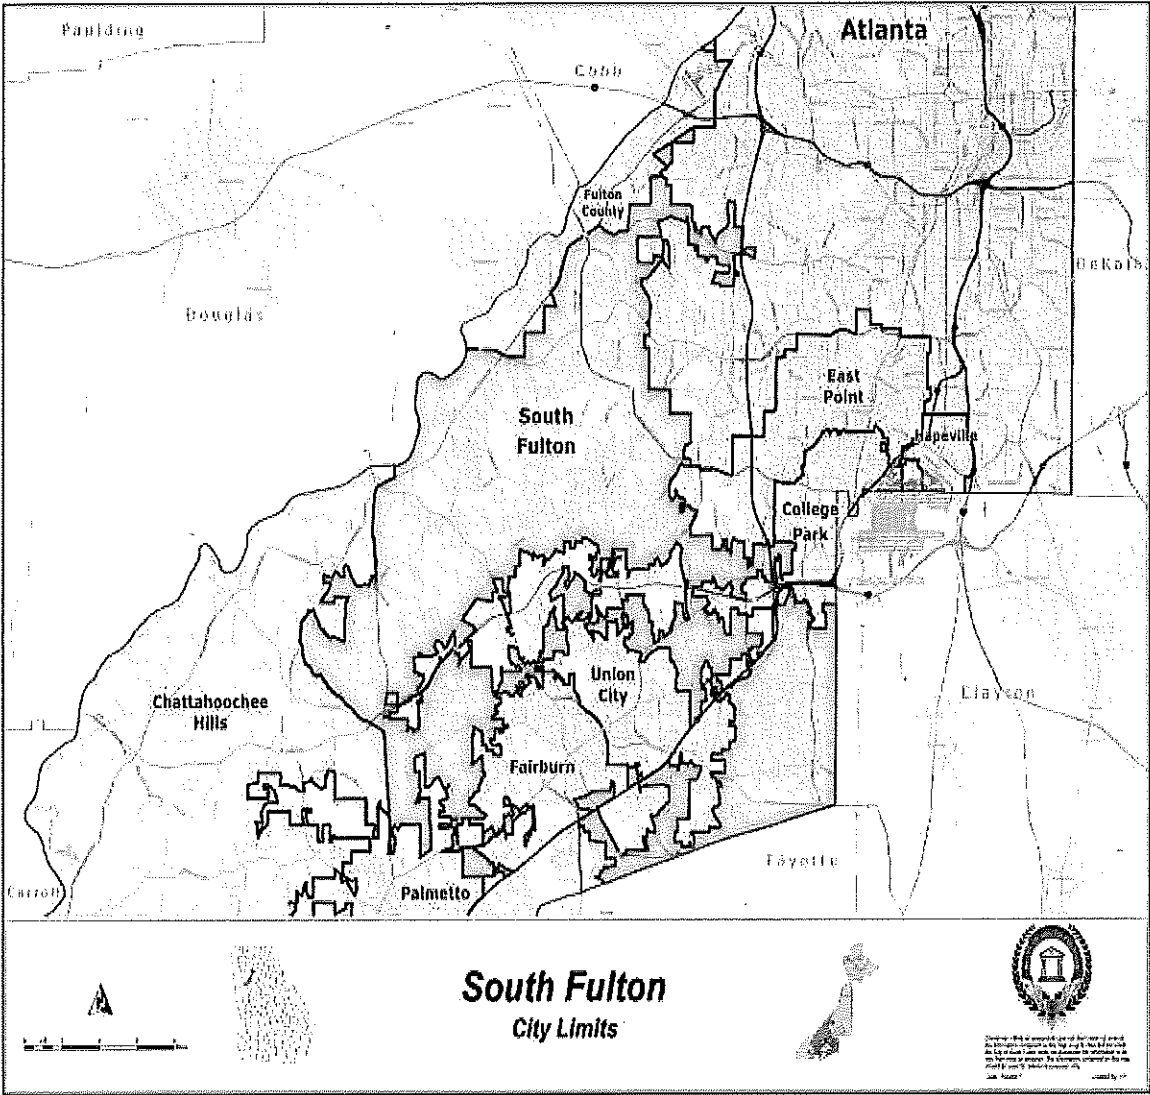 Paulding
Atlanta
Cobb
Fulton
County
DeKalb
Douglas
East
Point
South
Fulton
Hapeville
College
Park
Union
City
Clayton
Chattahoochee
Hills
Fairburn
Fayette
Carroll
Palmetto
South Fulton
City Limits